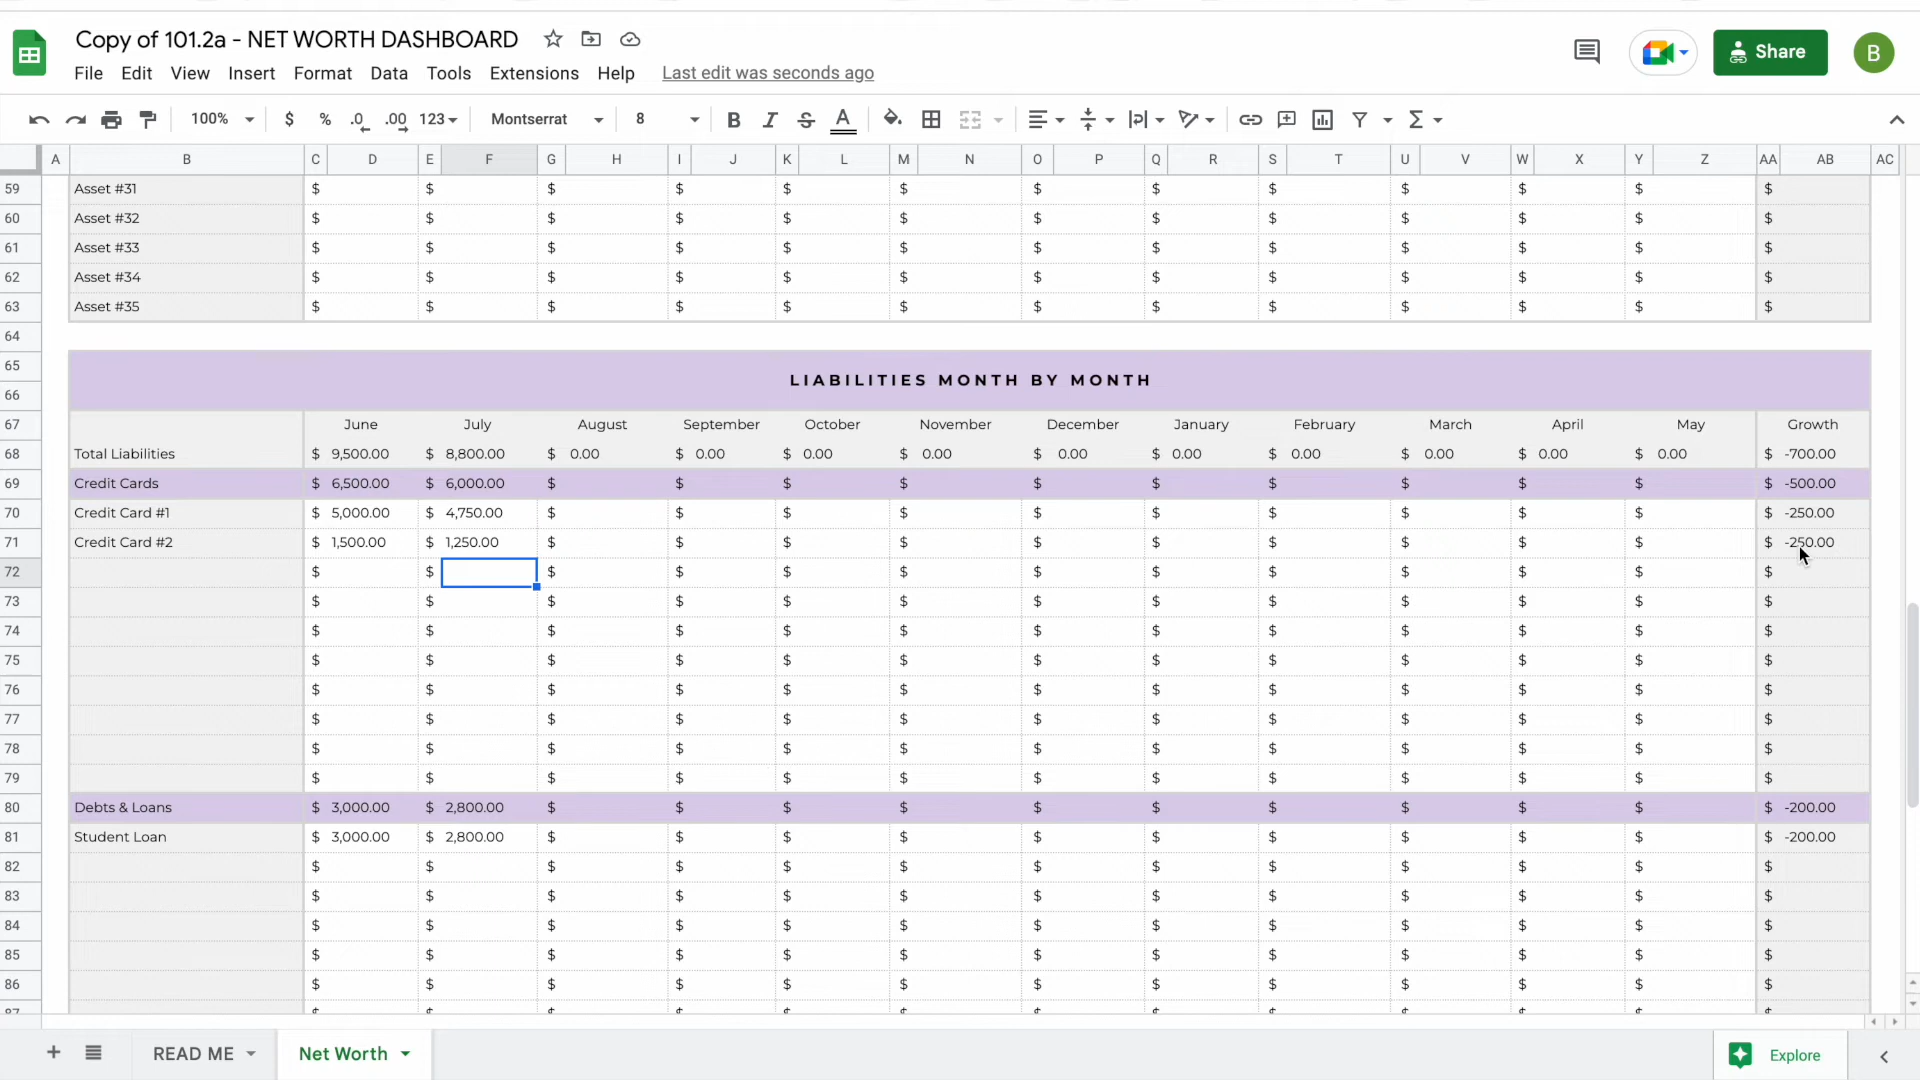 Copy of 101.2a - NET WORTH DASHBOARD
Share
B
File Edit View Insert Format Data Tools Extensions Help Last edit was seconds ago
100% $ % .0 .00 123 Montserrat 8 B I S A
A B C D E F G H I J K L M N O P Q R S T U V W X Y Z AA AB AC
59 Asset #31 $ $ $ $ $ $ $ $ $ $ $ $ $
60 Asset #32 $ $ $ $ $ $ $ $ $ $ $ $ $
61 Asset #33 $ $ $ $ $ $ $ $ $ $ $ $ $
62 Asset #34 $ $ $ $ $ $ $ $ $ $ $ $ $
63 Asset #35 $ $ $ $ $ $ $ $ $ $ $ $ $
64
65
LIABILITIES MONTH BY MONTH
66
67 June July August September October November December January February March April May Growth
68 Total Liabilities $ 9,500.00 $ 8,800.00 $ 0.00 $ 0.00 $ 0.00 $ 0.00 $ 0.00 $ 0.00 $ 0.00 $ 0.00 $ 0.00 $ 0.00 $ -700.00
69 Credit Cards $ 6,500.00 $ 6,000.00 $ $ $ $ $ $ $ $ $ $ $ -500.00
70 Credit Card #1 $ 5,000.00 $ 4,750.00 $ $ $ $ $ $ $ $ $ $ $ -250.00
71 Credit Card #2 $ 1,500.00 $ 1,250.00 $ $ $ $ $ $ $ $ $ $ $ -250.00
72 $ $ $ $ $ $ $ $ $ $ $ $ $
73 $ $ $ $ $ $ $ $ $ $ $ $ $
74 $ $ $ $ $ $ $ $ $ $ $ $ $
75 $ $ $ $ $ $ $ $ $ $ $ $ $
76 $ $ $ $ $ $ $ $ $ $ $ $ $
77 $ $ $ $ $ $ $ $ $ $ $ $ $
78 $ $ $ $ $ $ $ $ $ $ $ $ $
79 $ $ $ $ $ $ $ $ $ $ $ $ $
80 Debts & Loans $ 3,000.00 $ 2,800.00 $ $ $ $ $ $ $ $ $ $ $ -200.00
81 Student Loan $ 3,000.00 $ 2,800.00 $ $ $ $ $ $ $ $ $ $ $ -200.00
82 $ $ $ $ $ $ $ $ $ $ $ $ $
83 $ $ $ $ $ $ $ $ $ $ $ $ $
84 $ $ $ $ $ $ $ $ $ $ $ $ $
85 $ $ $ $ $ $ $ $ $ $ $ $ $
86 $ $ $ $ $ $ $ $ $ $ $ $ $
READ ME Net Worth Explore